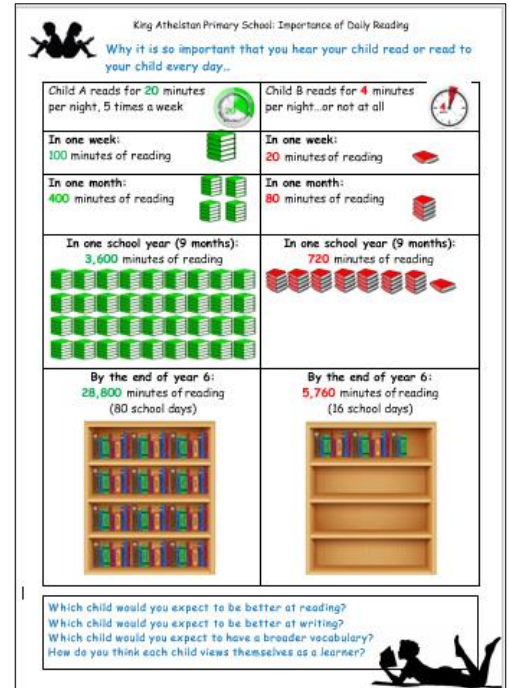 King Athelstan Primary School: Importance of Daily Reading
Why it is so important that you hear your child read or read to
your child every day…
Child A reads for 20 minutes
per night, 5 times a week
20
Child B reads for 4 minutes
per night…or not at all
4
In one week:
100 minutes of reading
In one week:
20 minutes of reading
In one month:
400 minutes of reading
In one month:
80 minutes of reading
In one school year (9 months):
3,600 minutes of reading
In one school year (9 months):
720 minutes of reading
By the end of year 6:
28,800 minutes of reading
(80 school days)
By the end of year 6:
5,760 minutes of reading
(16 school days)
Which child would you expect to be better at reading?
Which child would you expect to be better at writing?
Which child would you expect to have a broader vocabulary?
How do you think each child views themselves as a learner?